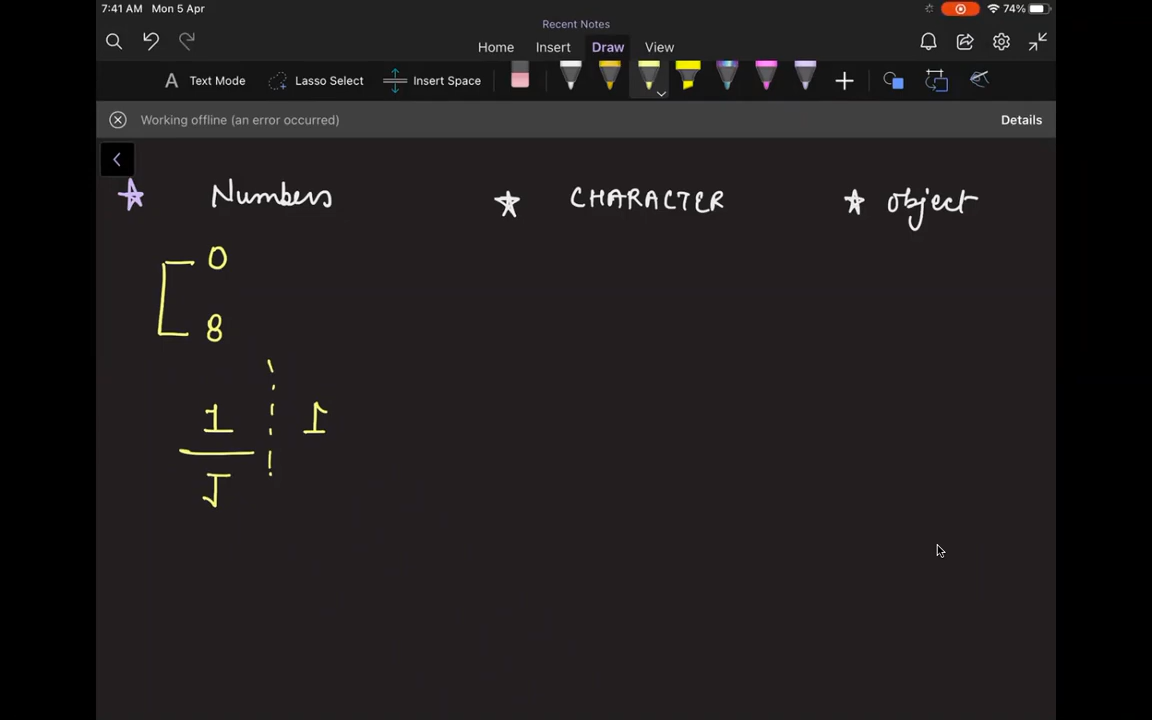 7:41 AM Mon 5 Apr
74%
Recent Notes
Home Insert Draw View
A Text Mode Lasso Select Insert Space
Working offline (an error occurred) Details
Numbers CHARACTER object
0
8
1